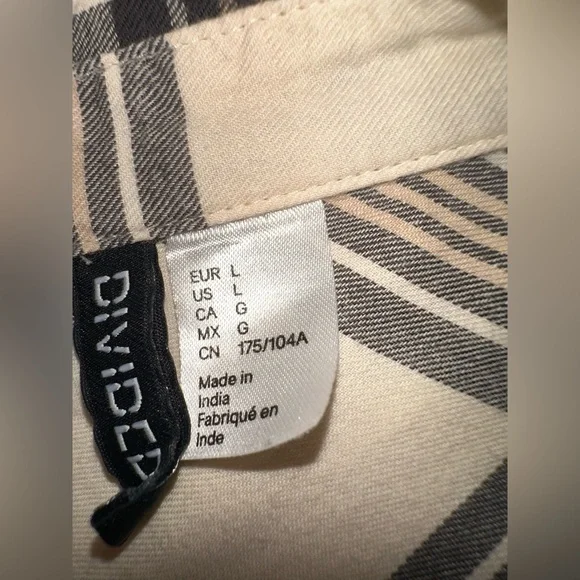 DIVIDED
EUR L
US L
CA G
MX G
CN 175/104A
Made in
India
Fabriqué en
Inde